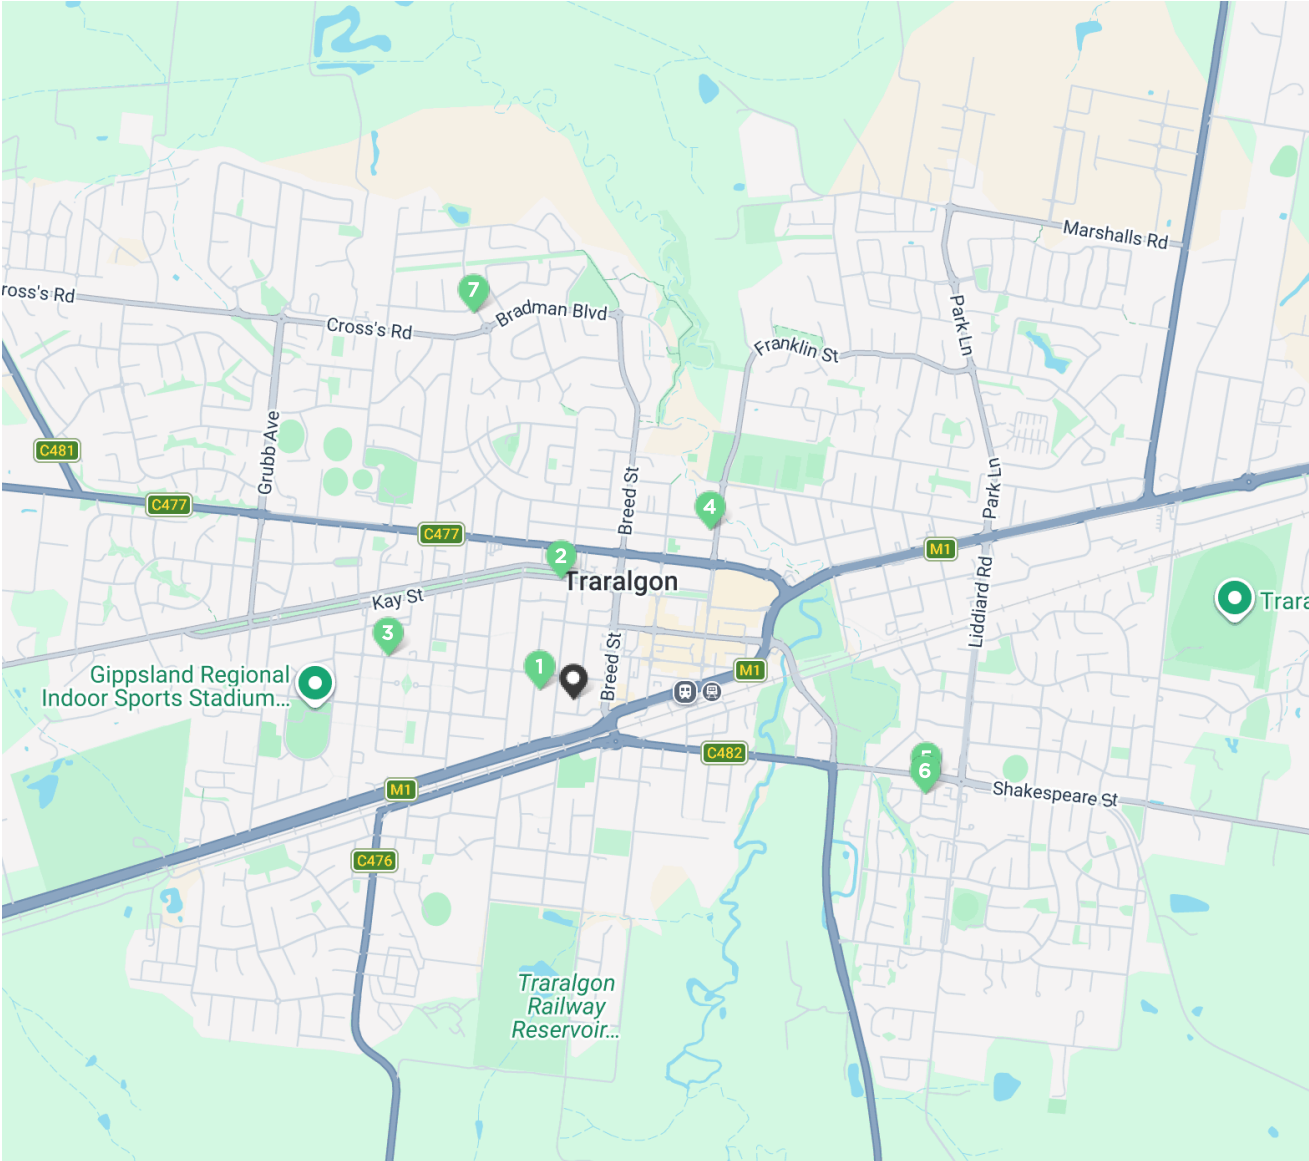 Marshalls Rd
7
ross's Rd
Bradman Blvd
Cross's Rd
Park Ln
Franklin St
C481
Grubb Ave
C477
C477
Breed St
4
Park Ln
M1
2
Traralgon
Kay St
Liddiard Rd
Trara
3
Breed St
1
M1
Gippsland Regional
Indoor Sports Stadium...
C482
5
6
M1
Shakespeare St
C476
Traralgon
Railway
Reservoir...